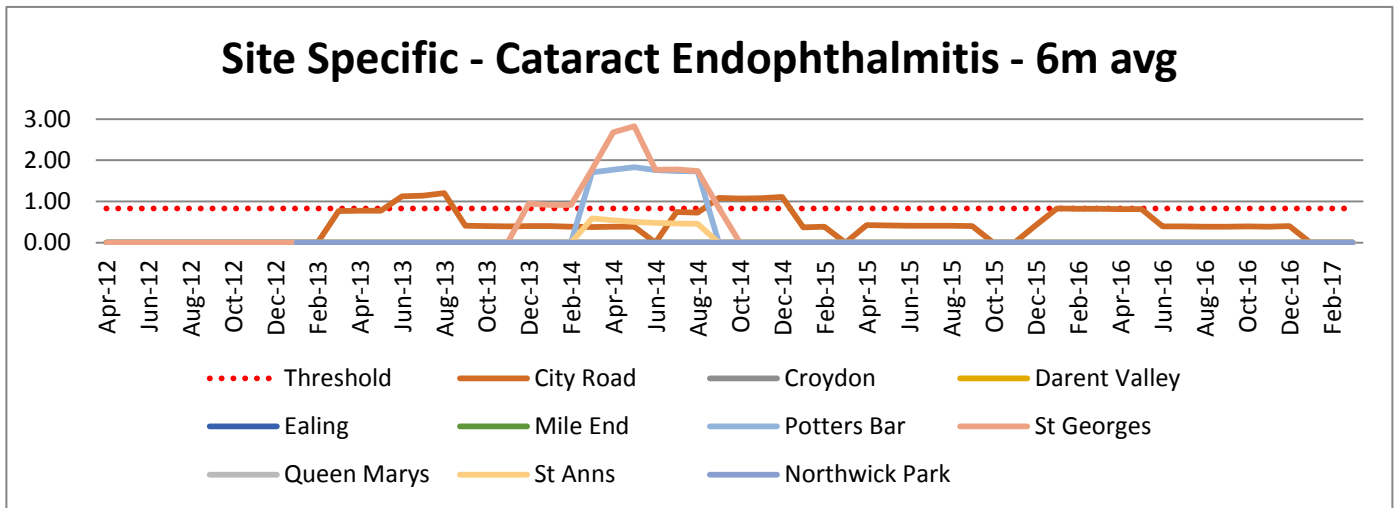 Site Specific - Cataract Endophthalmitis - 6m avg
3.00
2.00
1.00
0.00
Apr-12 Jun-12 Aug-12 Oct-12 Dec-12 Feb-13 Apr-13 Jun-13 Aug-13 Oct-13 Dec-13 Feb-14 Apr-14 Jun-14 Aug-14 Oct-14 Dec-14 Feb-15 Apr-15 Jun-15 Aug-15 Oct-15 Dec-15 Feb-16 Apr-16 Jun-16 Aug-16 Oct-16 Dec-16 Feb-17
Threshold City Road Croydon Darent Valley
Ealing Mile End Potters Bar St Georges
Queen Marys St Anns Northwick Park